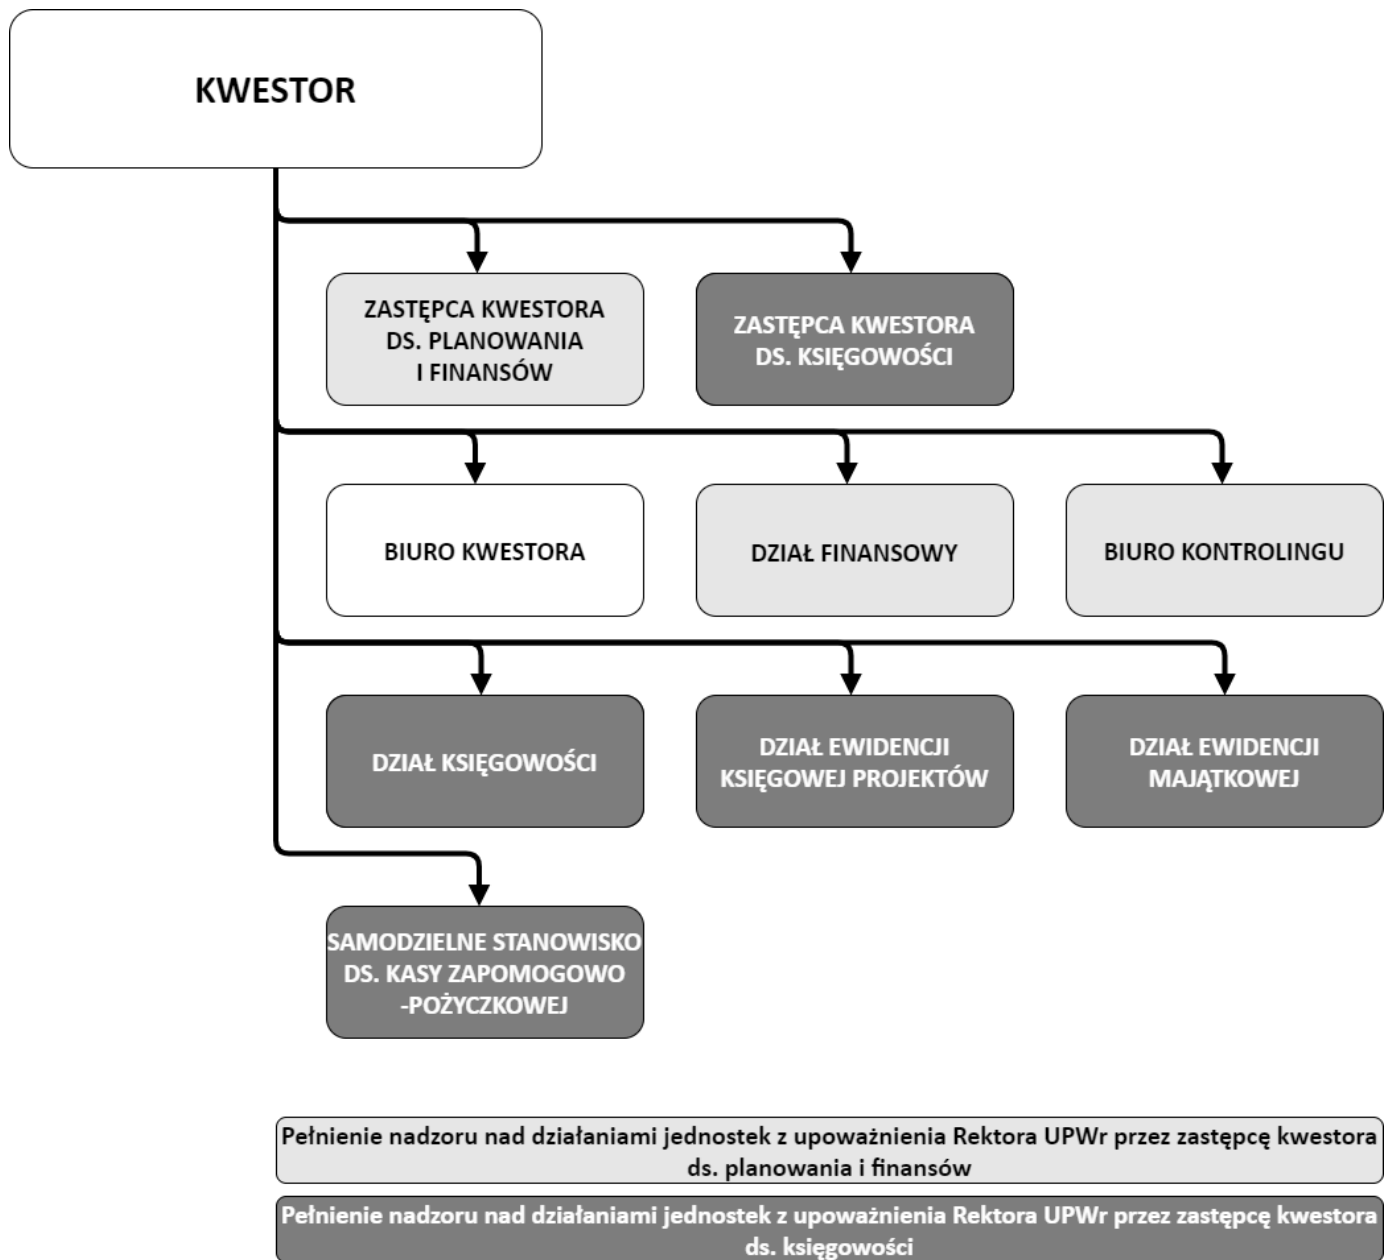 KWESTOR
ZASTĘPCA KWESTORA
DS. PLANOWANIA
I FINANSÓW
ZASTĘPCA KWESTORA
DS. KSIĘGOWOŚCI
BIURO KWESTORA
DZIAŁ FINANSOWY
BIURO KONTROLINGU
DZIAŁ KSIĘGOWOŚCI
DZIAŁ EWIDENCJI
KSIĘGOWEJ PROJEKTÓW
DZIAŁ EWIDENCJI
MAJĄTKOWEJ
SAMODZIELNE STANOWISKO
DS. KASY ZAPOMOGOWO
-POŻYCZKOWEJ
Pełnienie nadzoru nad działaniami jednostek z upoważnienia Rektora UPWr przez zastępcę kwestora
ds. planowania i finansów
Pełnienie nadzoru nad działaniami jednostek z upoważnienia Rektora UPWr przez zastępcę kwestora
ds. księgowości